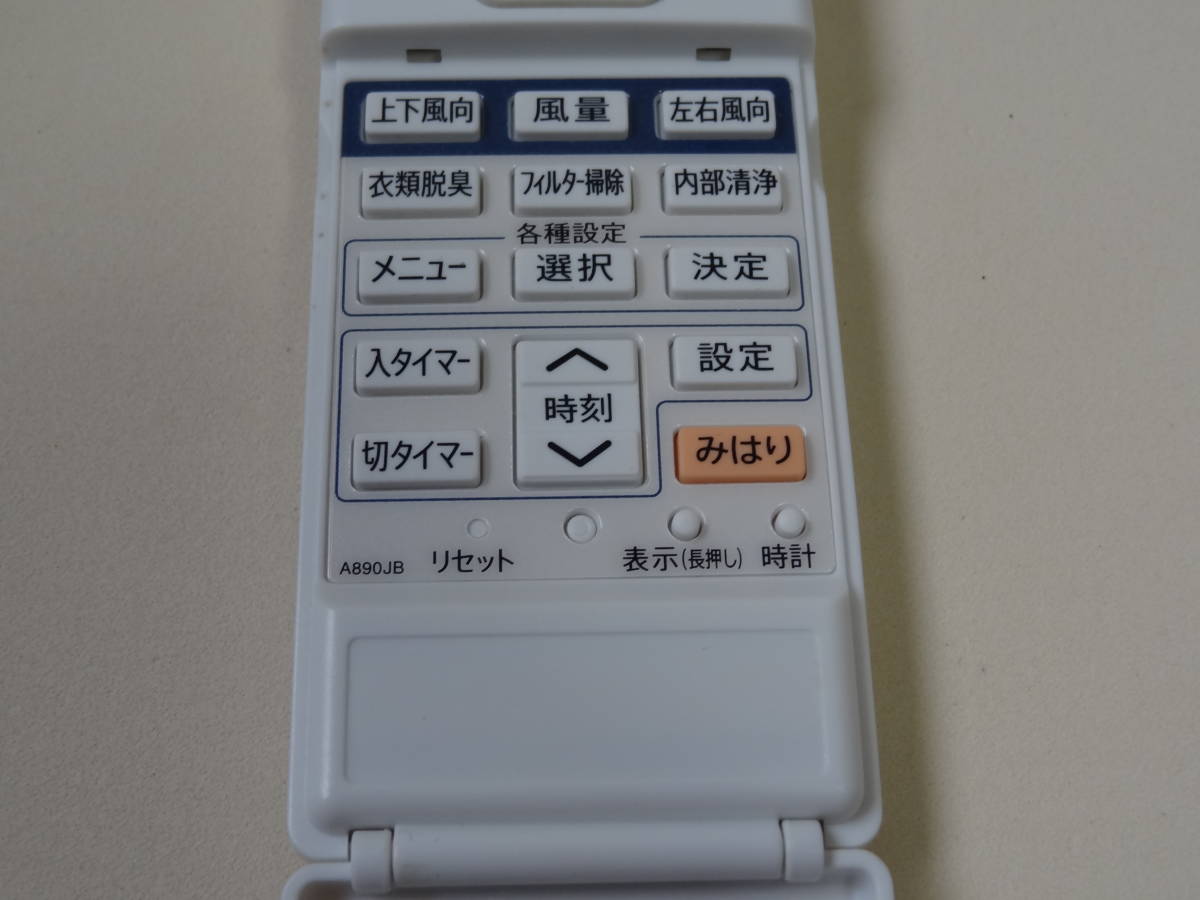 上下風向 風量 左右風向
衣類脱臭 フィルター掃除 内部清浄
各種設定
メニュー 選択 決定
入タイマー 時刻 設定
切タイマー みはり
A890JB リセット 表示(長押し) 時計